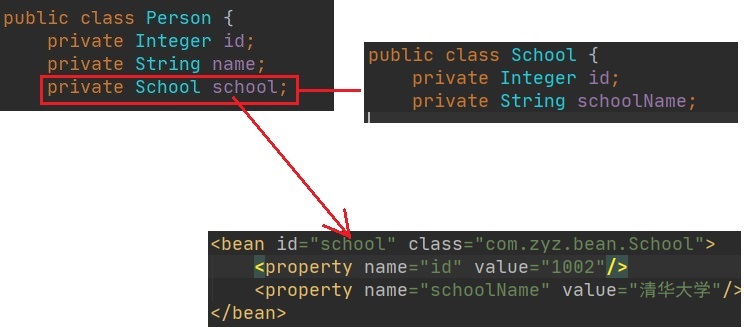 public class Person {
    private Integer id;
    private String name;
    private School school;
public class School {
    private Integer id;
    private String schoolName;
<bean id="school" class="com.zyz.bean.School">
    <property name="id" value="1002"/>
    <property name="schoolName" value="清华大学"/>
</bean>